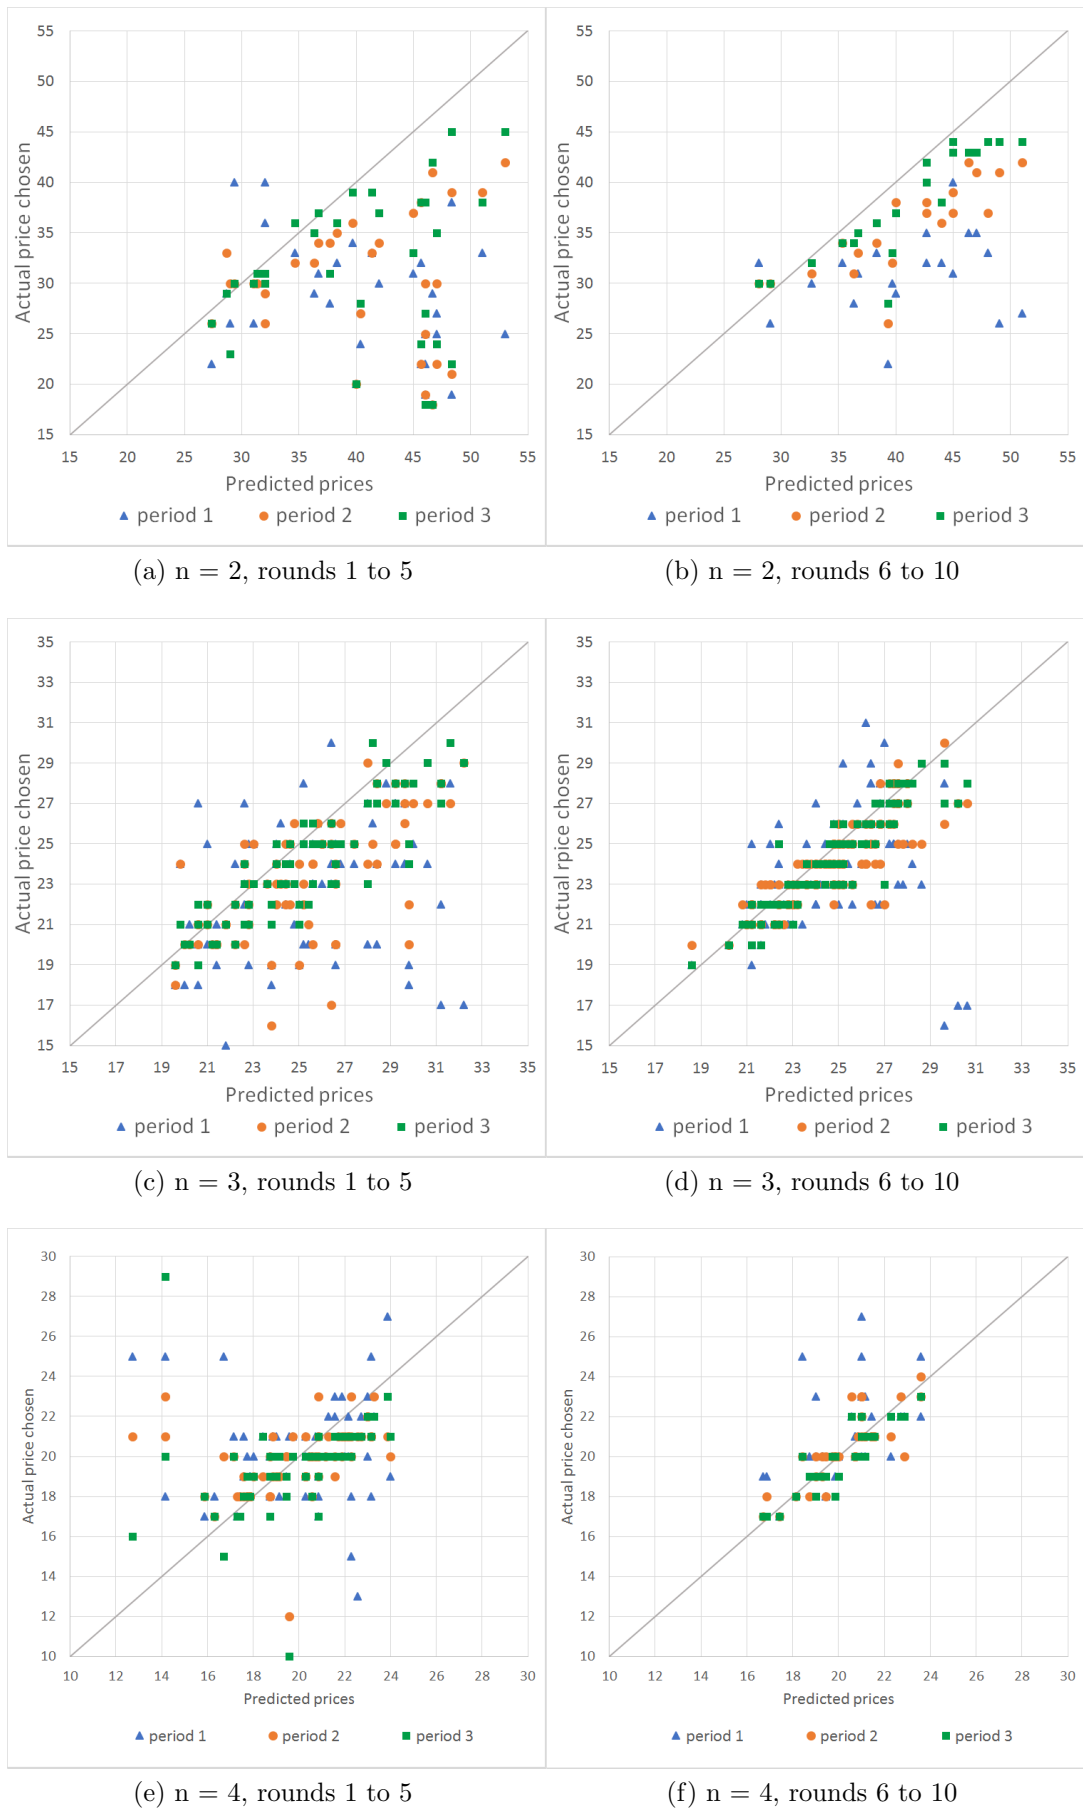 55
50
45
40
35
30
25
20
15
Actual price chosen
15 20 25 30 35 40 45 50 55
Predicted prices
period 1 period 2 period 3
(a) n = 2, rounds 1 to 5
55
50
45
40
35
30
25
20
15
Actual price chosen
15 20 25 30 35 40 45 50 55
Predicted prices
period 1 period 2 period 3
(b) n = 2, rounds 6 to 10
35
33
31
29
27
25
23
21
19
17
15
Actual price chosen
15 17 19 21 23 25 27 29 31 33 35
Predicted prices
period 1 period 2 period 3
(c) n = 3, rounds 1 to 5
35
33
31
29
27
25
23
21
19
17
15
Actual rpice chosen
15 17 19 21 23 25 27 29 31 33 35
Predicted prices
period 1 period 2 period 3
(d) n = 3, rounds 6 to 10
30
28
26
24
22
20
18
16
14
12
10
Actual price chosen
10 12 14 16 18 20 22 24 26 28 30
Predicted prices
period 1 period 2 period 3
(e) n = 4, rounds 1 to 5
30
28
26
24
22
20
18
16
14
12
10
Actual price chosen
10 12 14 16 18 20 22 24 26 28 30
Predicted prices
period 1 period 2 period 3
(f) n = 4, rounds 6 to 10